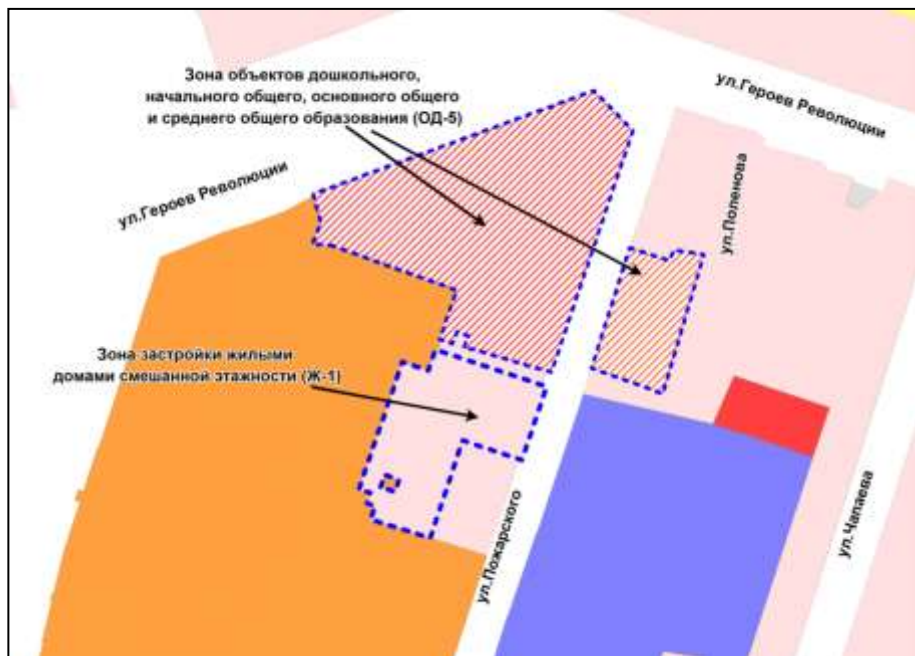 Зона объектов дошкольного,
начального общего, основного общего
и среднего общего образования (ОД-5)
ул.Героев Революции
ул.Героев Революции
ул.Поленова
Зона застройки жилыми
домами смешанной этажности (Ж-1)
ул.Пожарского
ул.Чапаева